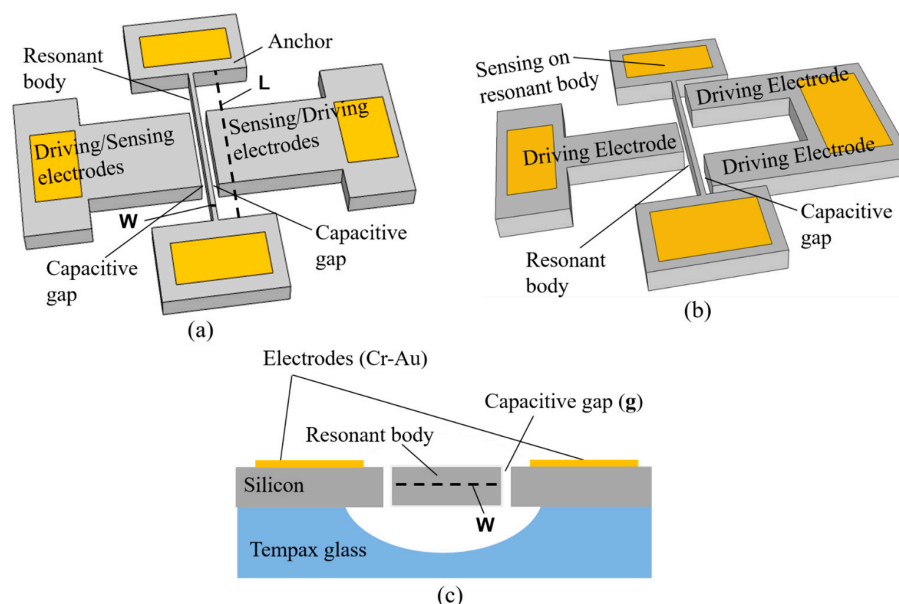 Resonant
body
Anchor
L
Driving/Sensing
electrodes
Sensing/Driving
electrodes
W
Capacitive
gap
Capacitive
gap
(a)
Sensing on
resonant body
Driving Electrode
Driving Electrode
Driving Electrode
Resonant
body
Capacitive
gap
(b)
Electrodes (Cr-Au)
Capacitive gap (g)
Resonant body
Silicon
W
Tempax glass
(c)